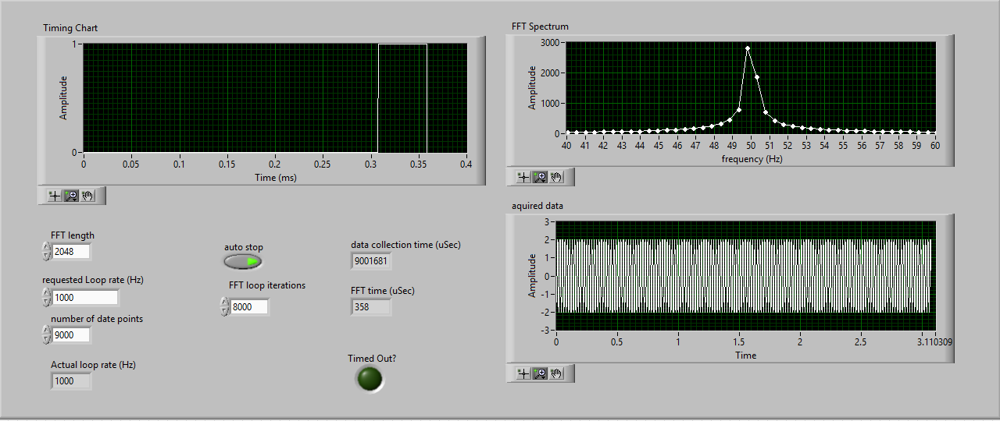 Timing Chart
Amplitude
1
0
0 0.05 0.1 0.15 0.2 0.25 0.3 0.35 0.4
Time (ms)
FFT Spectrum
Amplitude
3000
2000
1000
0
40 41 42 43 44 45 46 47 48 49 50 51 52 53 54 55 56 57 58 59 60
frequency (Hz)
FFT length
2048
requested Loop rate (Hz)
1000
number of date points
9000
Actual loop rate (Hz)
1000
auto stop
FFT loop iterations
8000
data collection time (uSec)
9001681
FFT time (uSec)
358
Timed Out?
aquired data
Amplitude
3
2
1
0
-1
-2
-3
0 0.5 1 1.5 2 2.5 3.110309
Time